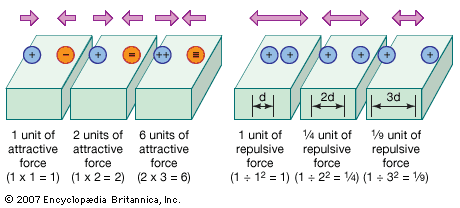 + − + = ++ ≡
+ + + + + +
d 2d 3d
1 unit of
attractive
force
(1 x 1 = 1)
2 units of
attractive
force
(1 x 2 = 2)
6 units of
attractive
force
(2 x 3 = 6)
1 unit of
repulsive
force
(1 ÷ 1² = 1)
¼ unit of
repulsive
force
(1 ÷ 2² = ¼)
⅑ unit of
repulsive
force
(1 ÷ 3² = ⅑)
© 2007 Encyclopædia Britannica, Inc.